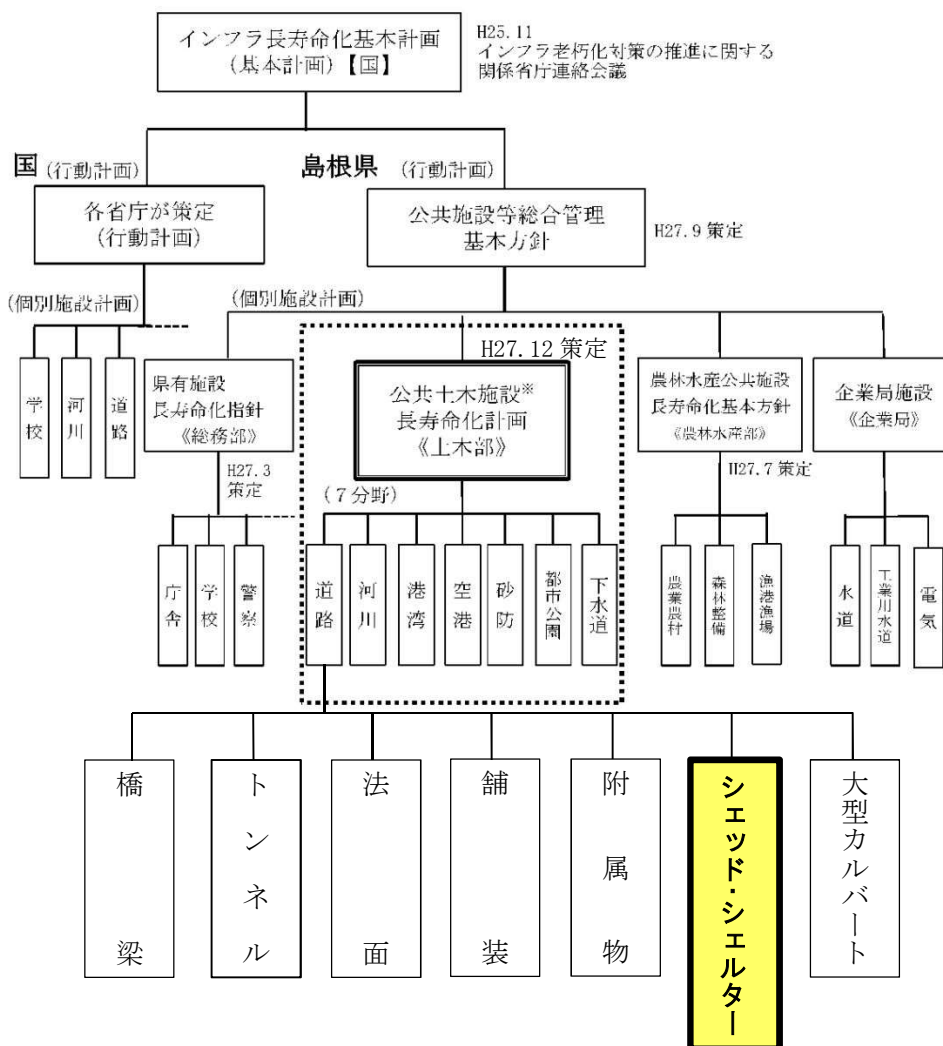 インフラ長寿命化基本計画
(基本計画)【国】
H25.11
インフラ老朽化対策の推進に関する
関係省庁連絡会議
国 (行動計画)
島根県 (行動計画)
各省庁が策定
(行動計画)
公共施設等総合管理
基本方針
H27.9 策定
(個別施設計画)
(個別施設計画)
学校
河川
道路
県有施設
長寿命化指針
《総務部》
H27.3
策定
H27.12 策定
公共土木施設※
長寿命化計画
《土木部》
(7分野)
農林水産公共施設
長寿命化基本方針
《農林水産部》
H27.7 策定
企業局施設
《企業局》
庁舎
学校
警察
道路
河川
港湾
空港
砂防
都市公園
下水道
農業農村
森林整備
漁港漁場
水道
工業用水道
電気
橋梁
トンネル
法面
舗装
附属物
シェッド・シェルター
大型カルバート